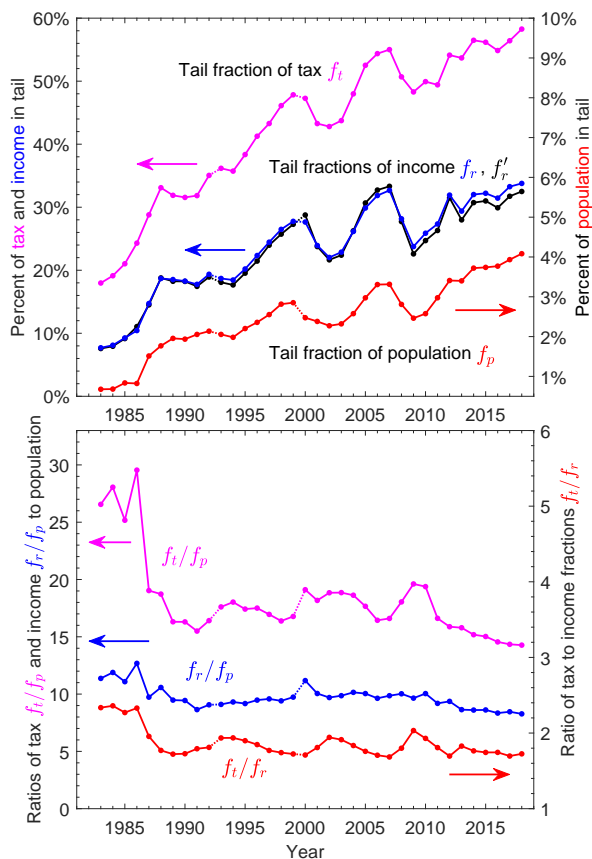 60%
50%
40%
30%
20%
10%
0%
Percent of tax and income in tail
10%
9%
8%
7%
6%
5%
4%
3%
2%
1%
Percent of population in tail
Tail fraction of tax f_t
Tail fractions of income f_r, f'_r
Tail fraction of population f_p
1985 1990 1995 2000 2005 2010 2015
30
25
20
15
10
5
0
Ratios of tax f_t/f_p and income f_r/f_p to population
6
5
4
3
2
1
Ratio of tax to income fractions f_t/f_r
f_t/f_p
f_r/f_p
f_t/f_r
1985 1990 1995 2000 2005 2010 2015
Year